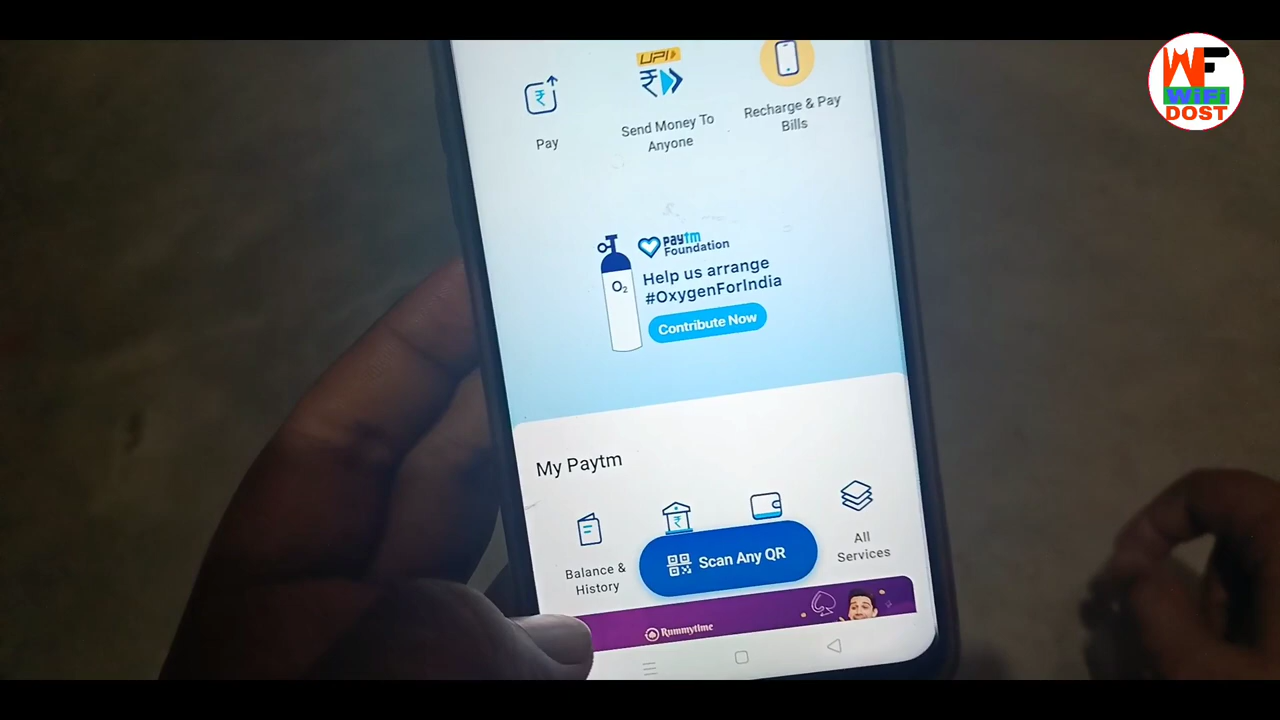 WF
WiFi
DOST
UPI
Pay
Send Money To
Anyone
Recharge & Pay
Bills
paytm
Foundation
O2
Help us arrange
#OxygenForIndia
Contribute Now
My Paytm
Balance &
History
Scan Any QR
All
Services
Rummytime